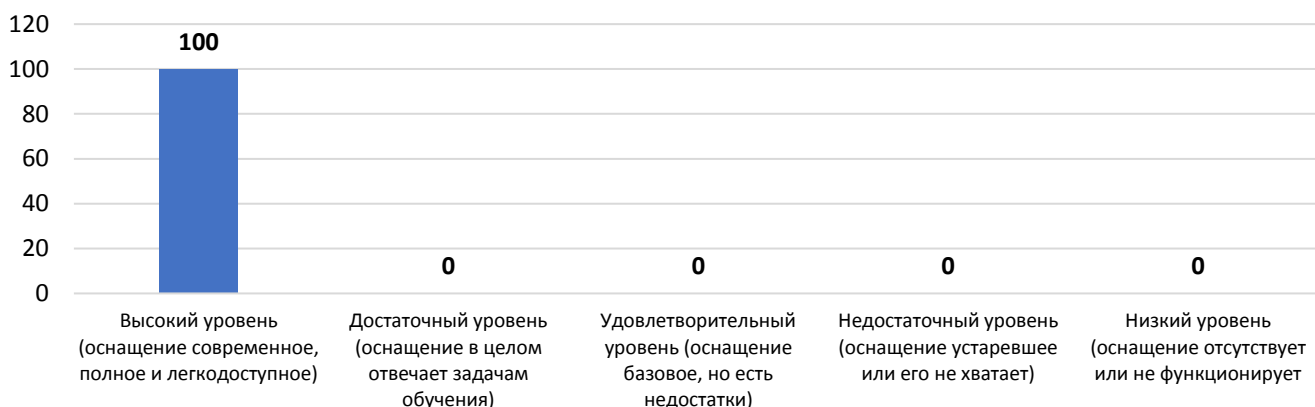 120
100
80
60
40
20
0
100
0
0
0
0
Высокий уровень
(оснащение современное,
полное и легкодоступное)
Достаточный уровень
(оснащение в целом
отвечает задачам
обучения)
Удовлетворительный
уровень (оснащение
базовое, но есть
недостатки)
Недостаточный уровень
(оснащение устаревшее
или его не хватает)
Низкий уровень
(оснащение отсутствует
или не функционирует